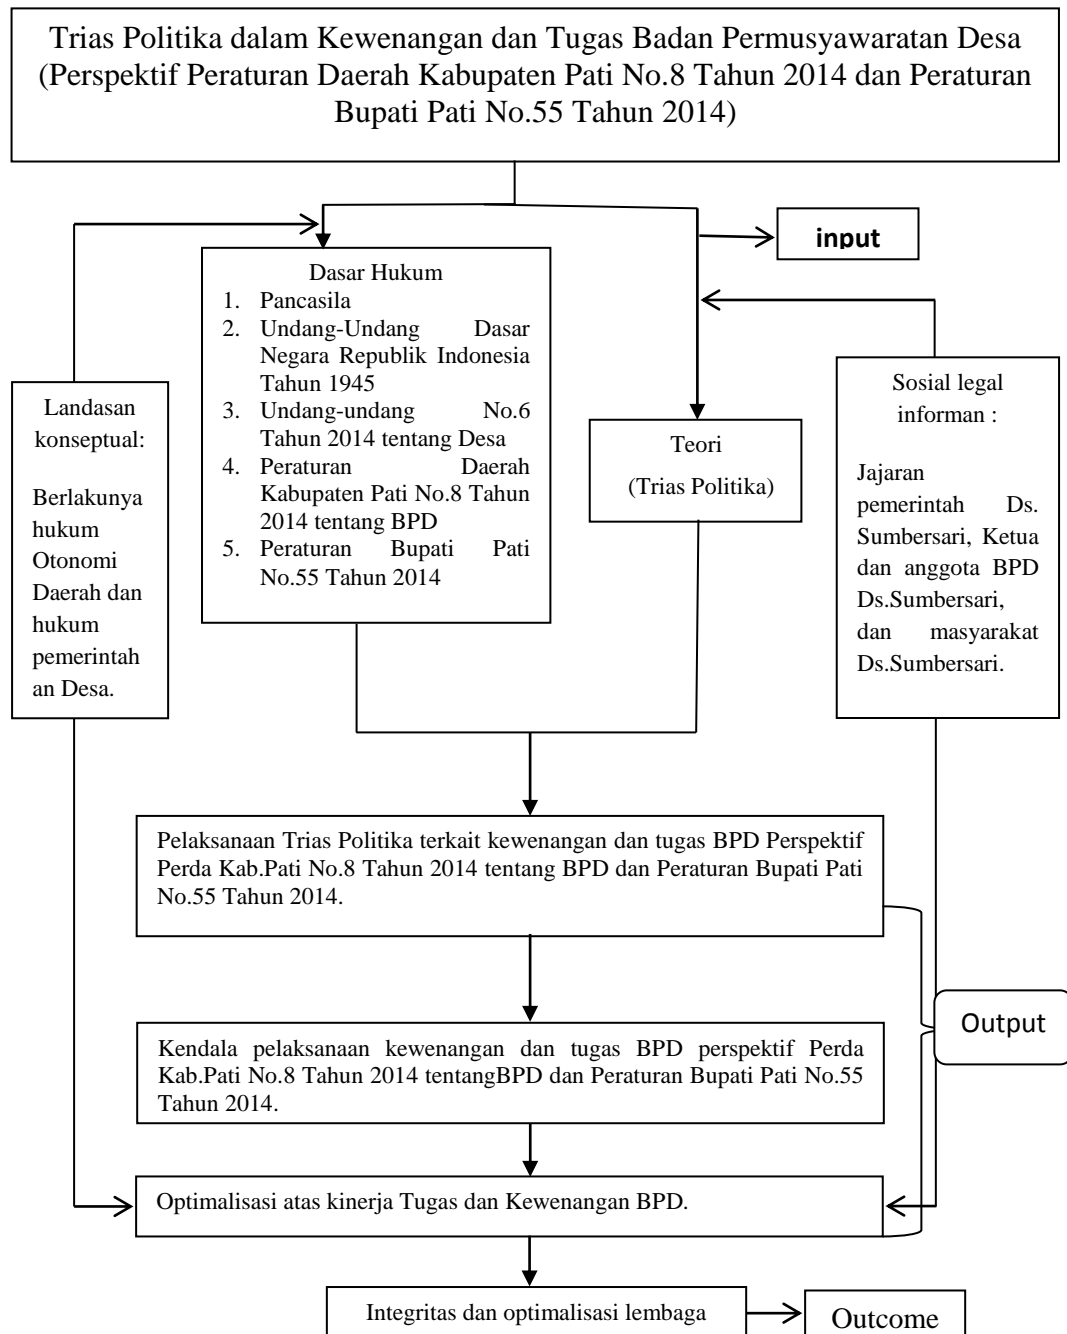 Trias Politika dalam Kewenangan dan Tugas Badan Permusyawaratan Desa
(Perspektif Peraturan Daerah Kabupaten Pati No.8 Tahun 2014 dan Peraturan
Bupati Pati No.55 Tahun 2014)
input
Dasar Hukum
1. Pancasila
2. Undang-Undang Dasar
Negara Republik Indonesia
Tahun 1945
3. Undang-undang No.6
Tahun 2014 tentang Desa
4. Peraturan Daerah
Kabupaten Pati No.8 Tahun
2014 tentang BPD
5. Peraturan Bupati Pati
No.55 Tahun 2014
Landasan
konseptual:
Berlakunya
hukum
Otonomi
Daerah dan
hukum
pemerintah
an Desa.
Teori
(Trias Politika)
Sosial legal
informan :
Jajaran
pemerintah Ds.
Sumbersari, Ketua
dan anggota BPD
Ds.Sumbersari,
dan masyarakat
Ds.Sumbersari.
Pelaksanaan Trias Politika terkait kewenangan dan tugas BPD Perspektif
Perda Kab.Pati No.8 Tahun 2014 tentang BPD dan Peraturan Bupati Pati
No.55 Tahun 2014.
Output
Kendala pelaksanaan kewenangan dan tugas BPD perspektif Perda
Kab.Pati No.8 Tahun 2014 tentangBPD dan Peraturan Bupati Pati No.55
Tahun 2014.
Optimalisasi atas kinerja Tugas dan Kewenangan BPD.
Integritas dan optimalisasi lembaga
Outcome